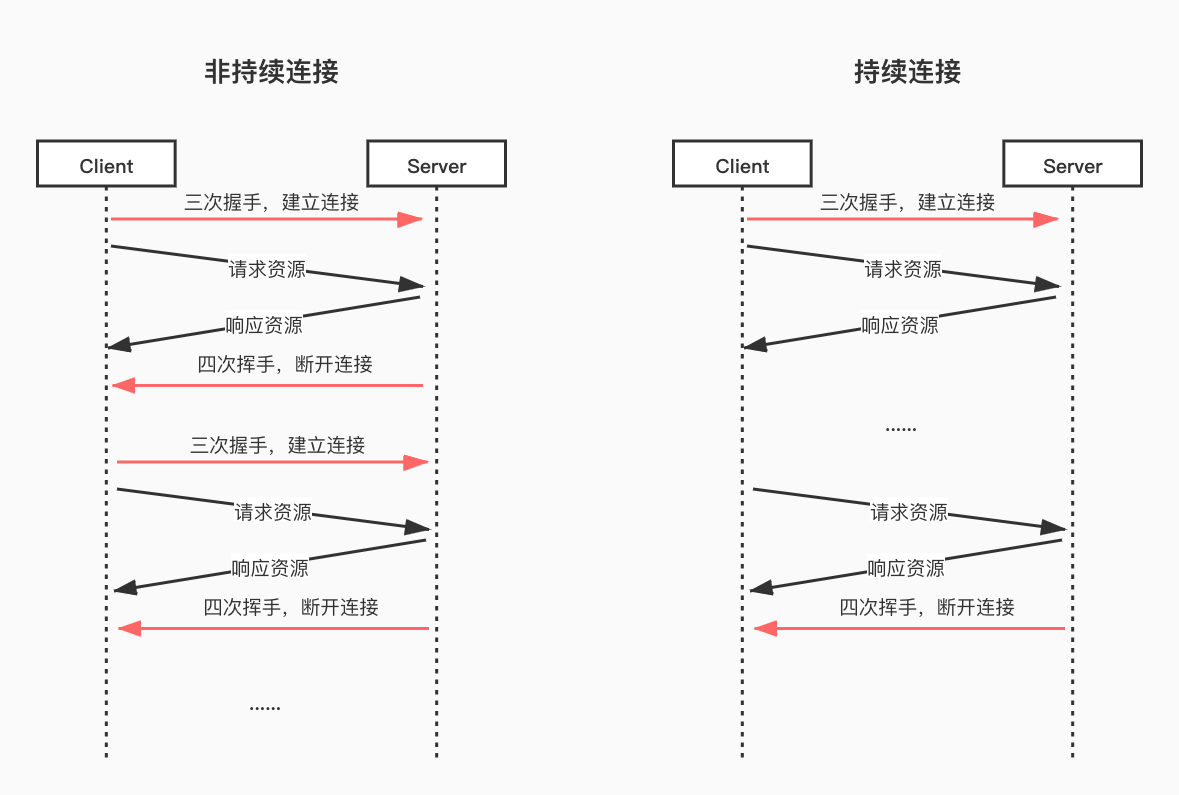 非持续连接
Client
Server
三次握手，建立连接
请求资源
响应资源
四次挥手，断开连接
三次握手，建立连接
请求资源
响应资源
四次挥手，断开连接
......
持续连接
Client
Server
三次握手，建立连接
请求资源
响应资源
......
请求资源
响应资源
四次挥手，断开连接